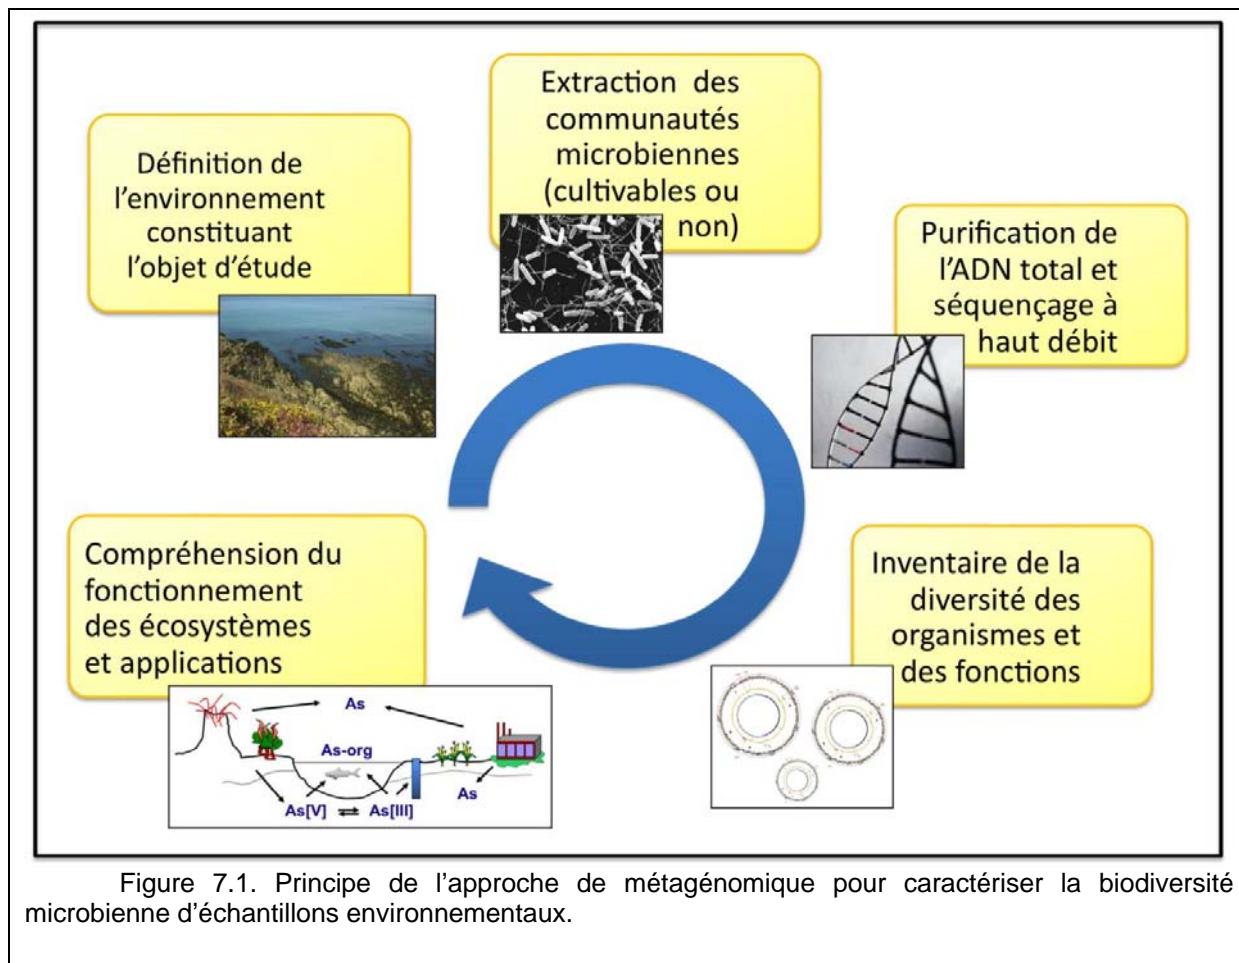 Définition de
l'environnement
constituant
l'objet d'étude
Extraction des
communautés
microbiennes
(cultivables ou
non)
Purification de
l'ADN total et
séquençage à
haut débit
Inventaire de la
diversité des
organismes et
des fonctions
Compréhension du
fonctionnement
des écosystèmes
et applications
As
As-org
As
As[V] ⇌ As[III]
Figure 7.1. Principe de l'approche de métagénomique pour caractériser la biodiversité
microbienne d'échantillons environnementaux.